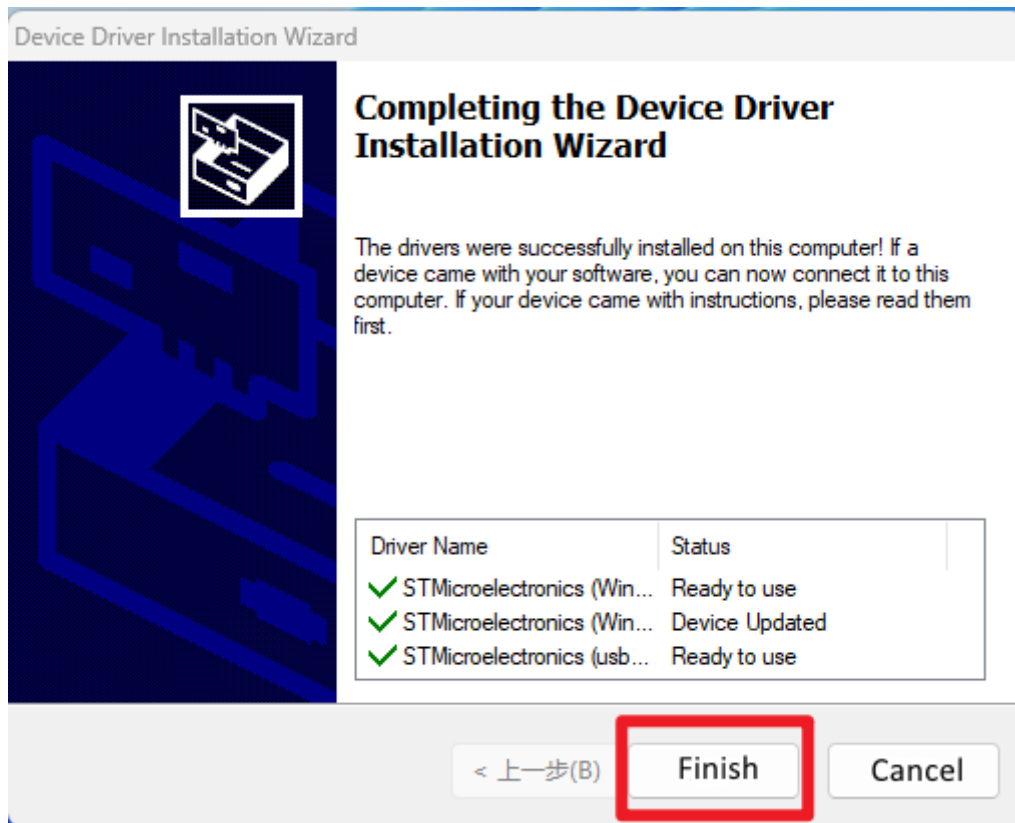 Device Driver Installation Wizard
Completing the Device Driver
Installation Wizard
The drivers were successfully installed on this computer! If a
device came with your software, you can now connect it to this
computer. If your device came with instructions, please read them
first.
Driver Name Status
STMicroelectronics (Win... Ready to use
STMicroelectronics (Win... Device Updated
STMicroelectronics (usb... Ready to use
< 上一步(B) Finish Cancel